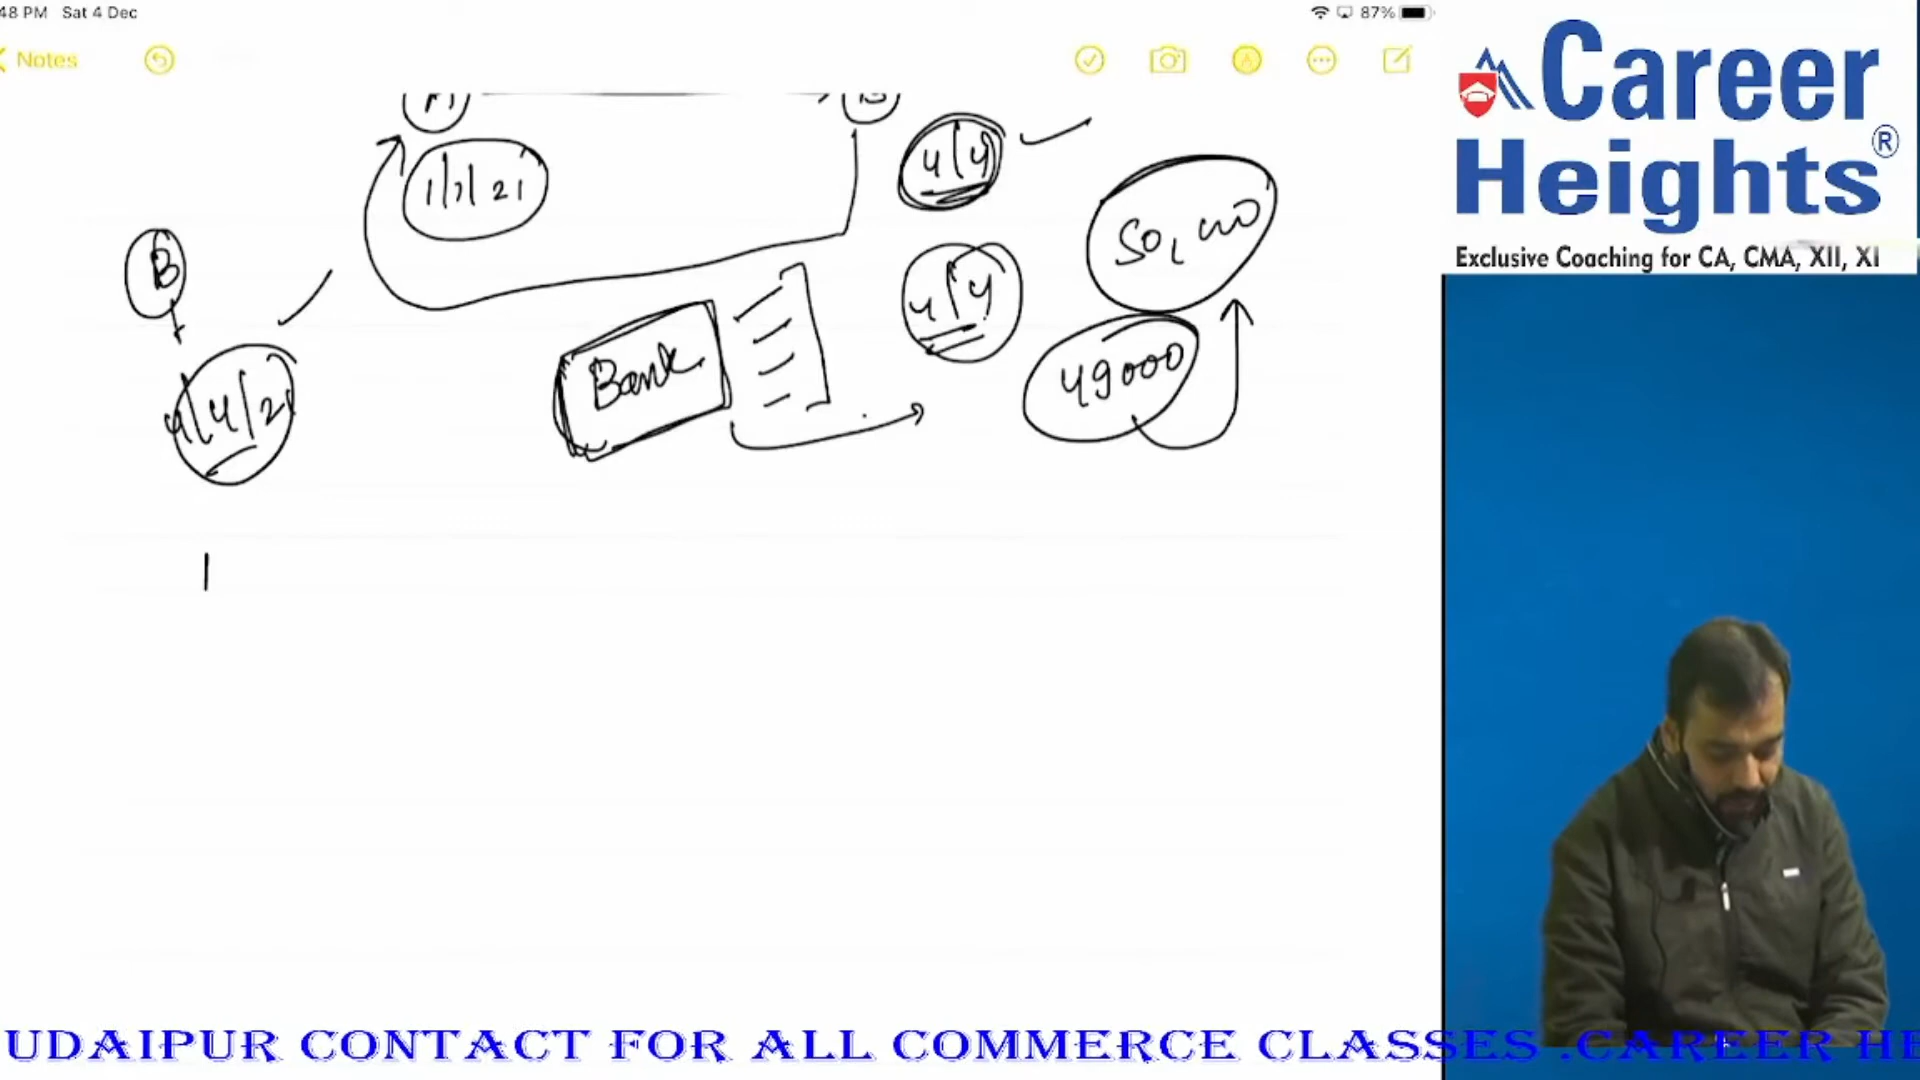 48 PM Sat 4 Dec
87%
Notes
Career
Heights®
Exclusive Coaching for CA, CMA, XII, XI
4/4
1/1/21
50,000
B
4/4
Bank
49000
4/4/21
UDAIPUR CONTACT FOR ALL COMMERCE CLASSES .CAREER HE